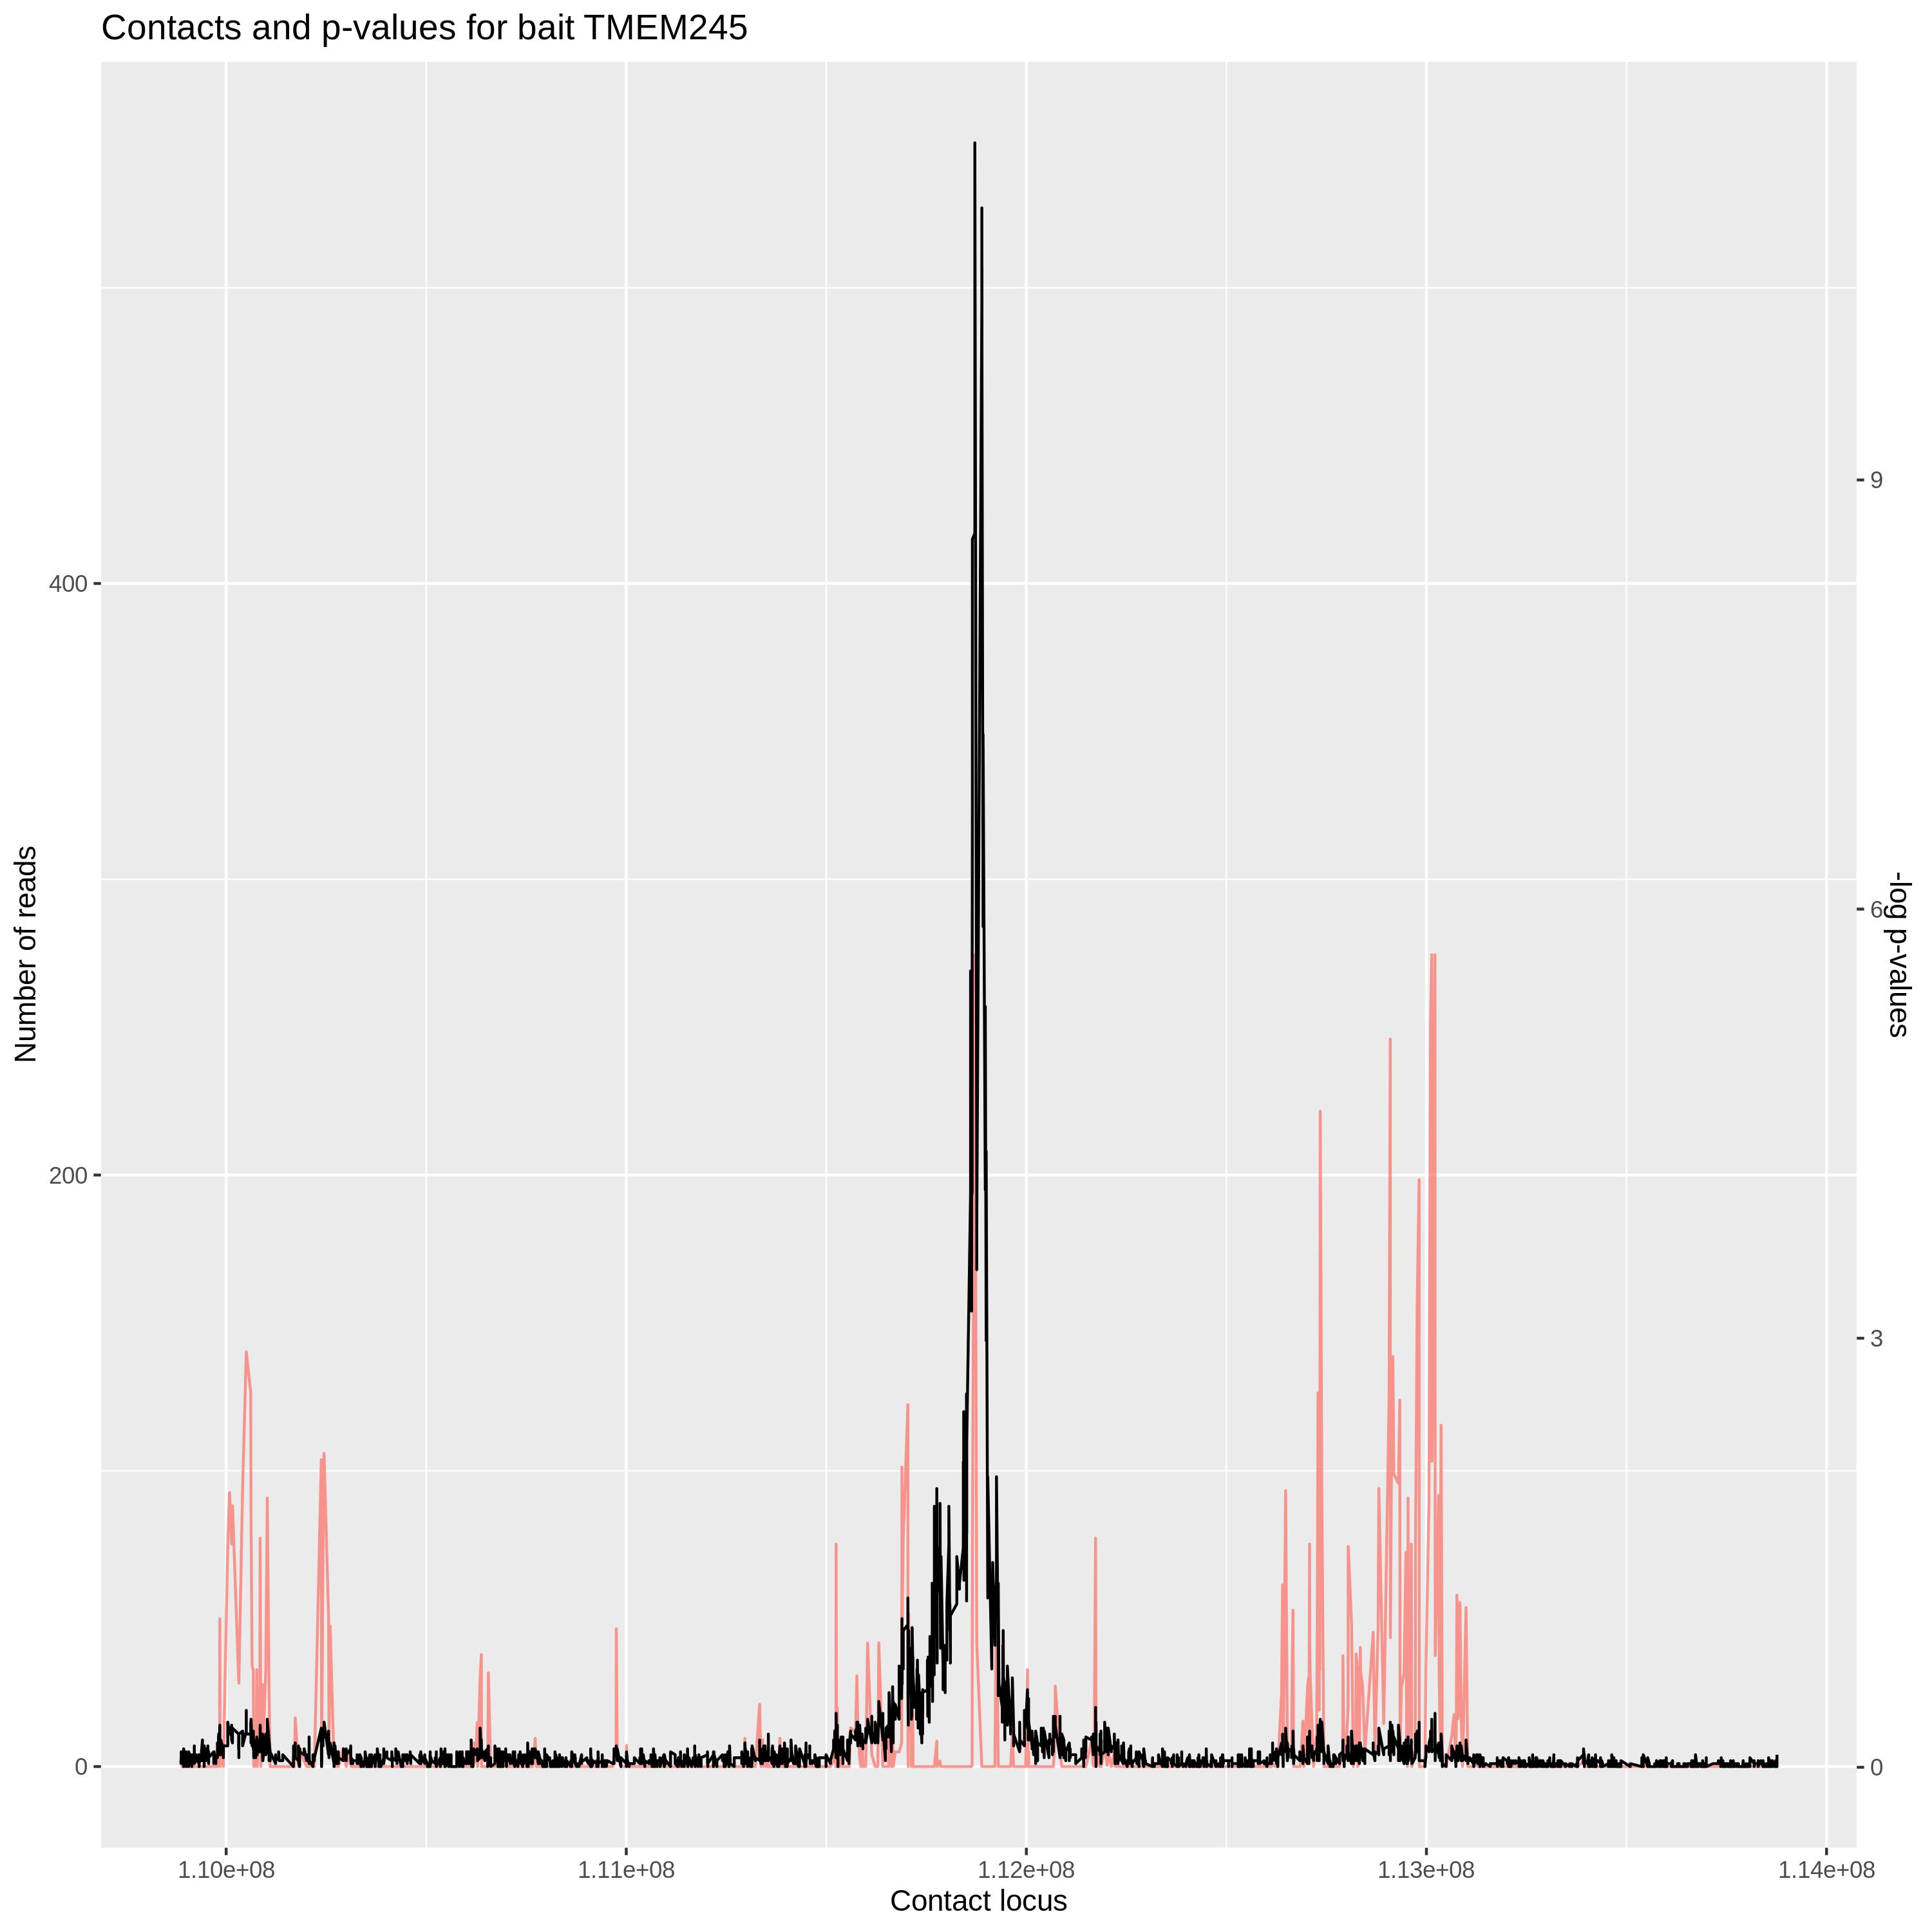 Contacts and p-values for bait TMEM245
Number of reads
400
200
0
9
6
3
0
-log p-values
1.10e+08
1.11e+08
1.12e+08
1.13e+08
1.14e+08
Contact locus